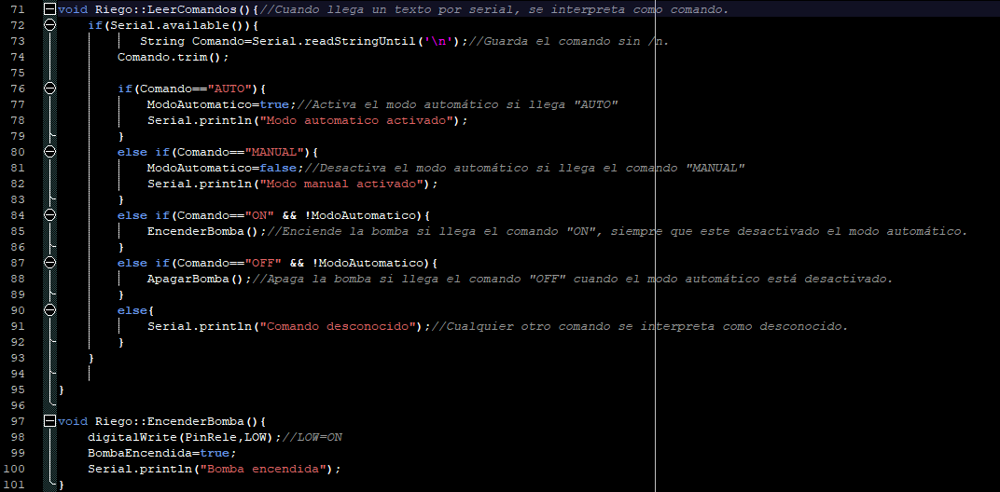 71 void Riego::LeerComandos(){//Cuando llega un texto por serial, se interpreta como comando.
72 if(Serial.available()){
73 String Comando=Serial.readStringUntil('\n');//Guarda el comando sin /n.
74 Comando.trim();
75
76 if(Comando=="AUTO"){
77 ModoAutomatico=true;//Activa el modo automático si llega "AUTO"
78 Serial.println("Modo automatico activado");
79 }
80 else if(Comando=="MANUAL"){
81 ModoAutomatico=false;//Desactiva el modo automático si llega el comando "MANUAL"
82 Serial.println("Modo manual activado");
83 }
84 else if(Comando=="ON" && !ModoAutomatico){
85 EncenderBomba();//Enciende la bomba si llega el comando "ON", siempre que este desactivado el modo automático.
86 }
87 else if(Comando=="OFF" && !ModoAutomatico){
88 ApagarBomba();//Apaga la bomba si llega el comando "OFF" cuando el modo automático está desactivado.
89 }
90 else{
91 Serial.println("Comando desconocido");//Cualquier otro comando se interpreta como desconocido.
92 }
93 }
94
95 }
96
97 void Riego::EncenderBomba(){
98 digitalWrite(PinRele,LOW);//LOW=ON
99 BombaEncendida=true;
100 Serial.println("Bomba encendida");
101 }